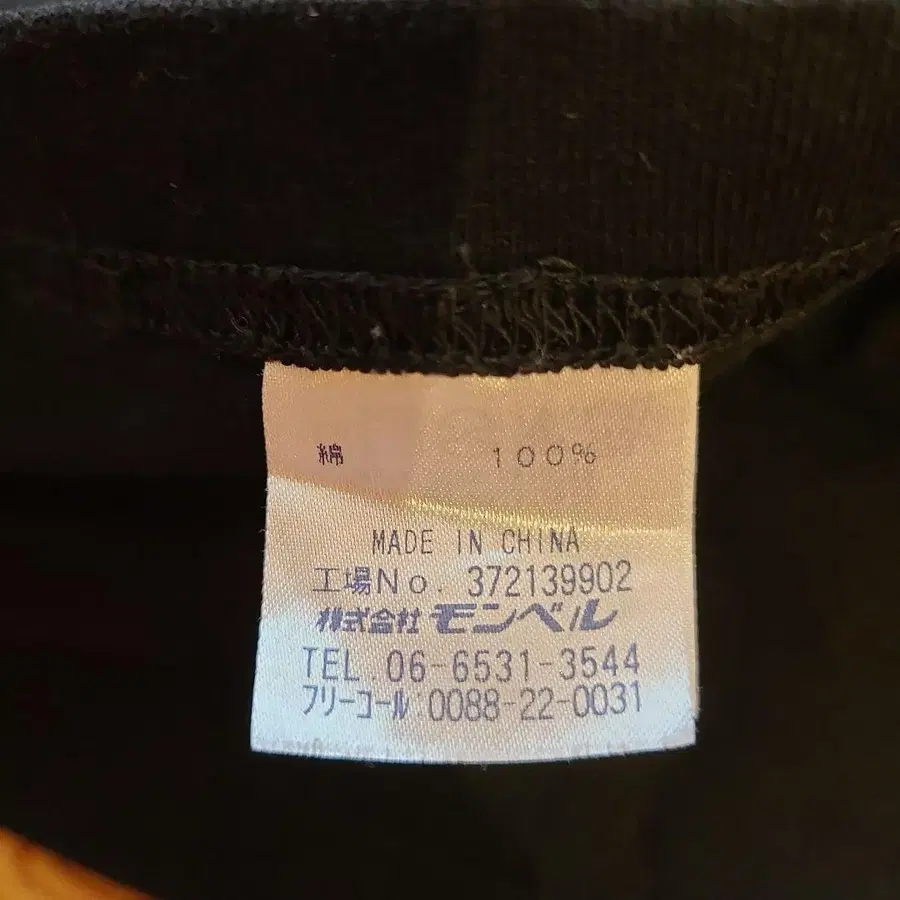 綿 100%
MADE IN CHINA
工場No. 372139902
株式会社 モンベル
TEL 06-6531-3544
フリーコール 0088-22-0031